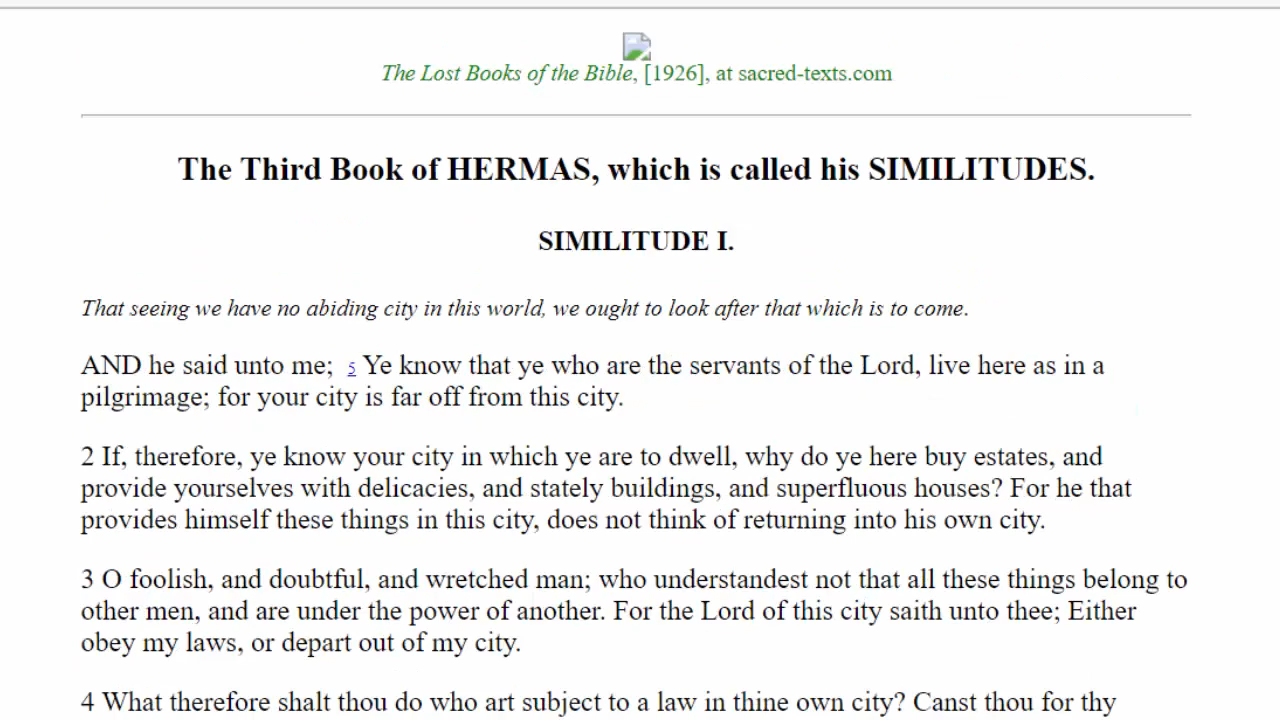 The Lost Books of the Bible, [1926], at sacred-texts.com
The Third Book of HERMAS, which is called his SIMILITUDES.
SIMILITUDE I.
That seeing we have no abiding city in this world, we ought to look after that which is to come.
AND he said unto me; 5 Ye know that ye who are the servants of the Lord, live here as in a
pilgrimage; for your city is far off from this city.
2 If, therefore, ye know your city in which ye are to dwell, why do ye here buy estates, and
provide yourselves with delicacies, and stately buildings, and superfluous houses? For he that
provides himself these things in this city, does not think of returning into his own city.
3 O foolish, and doubtful, and wretched man; who understandest not that all these things belong to
other men, and are under the power of another. For the Lord of this city saith unto thee; Either
obey my laws, or depart out of my city.
4 What therefore shalt thou do who art subject to a law in thine own city? Canst thou for thy